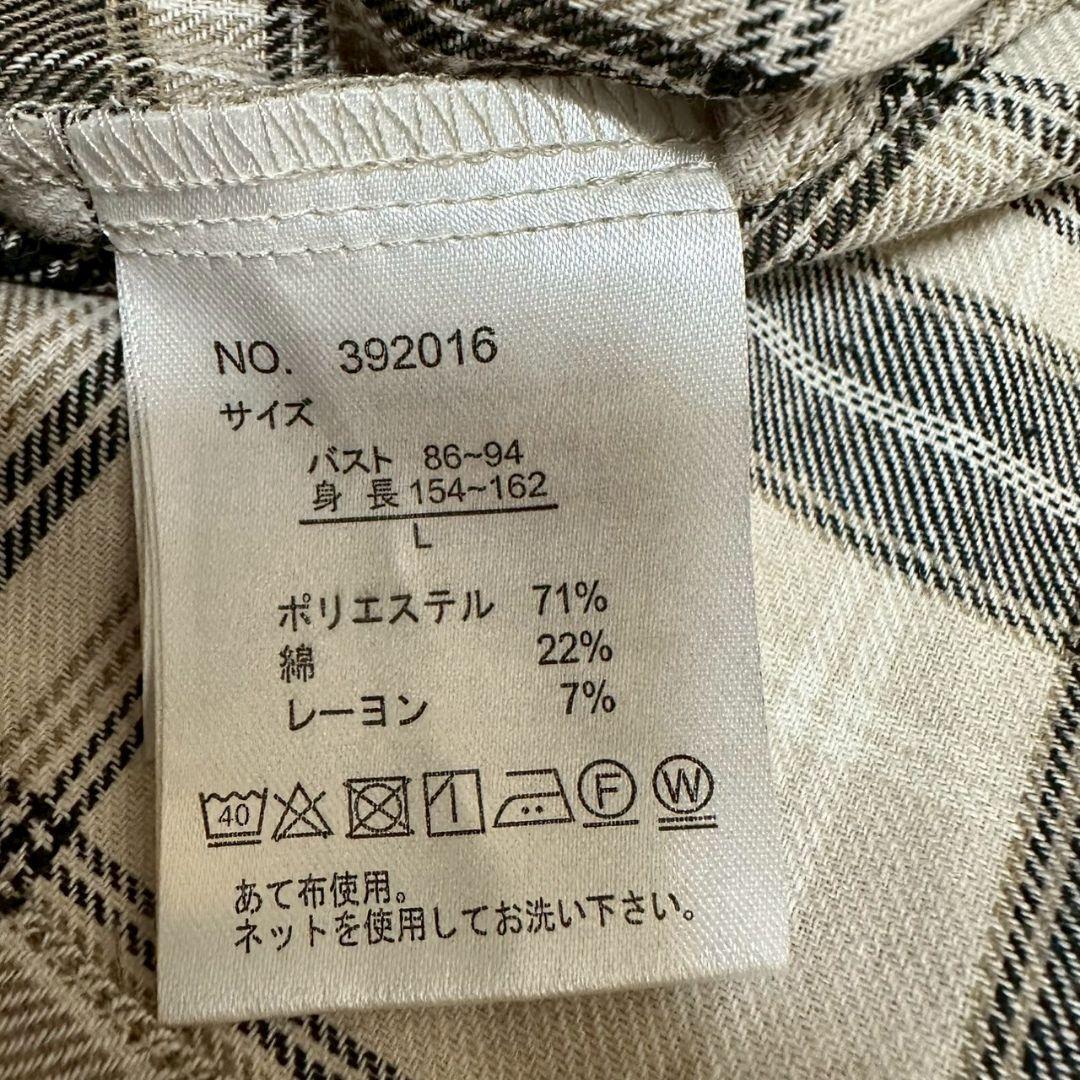 NO. 392016
サイズ
バスト 86~94
身長 154~162
L
ポリエステル 71%
綿 22%
レーヨン 7%
40 F W
あて布使用。
ネットを使用してお洗い下さい。